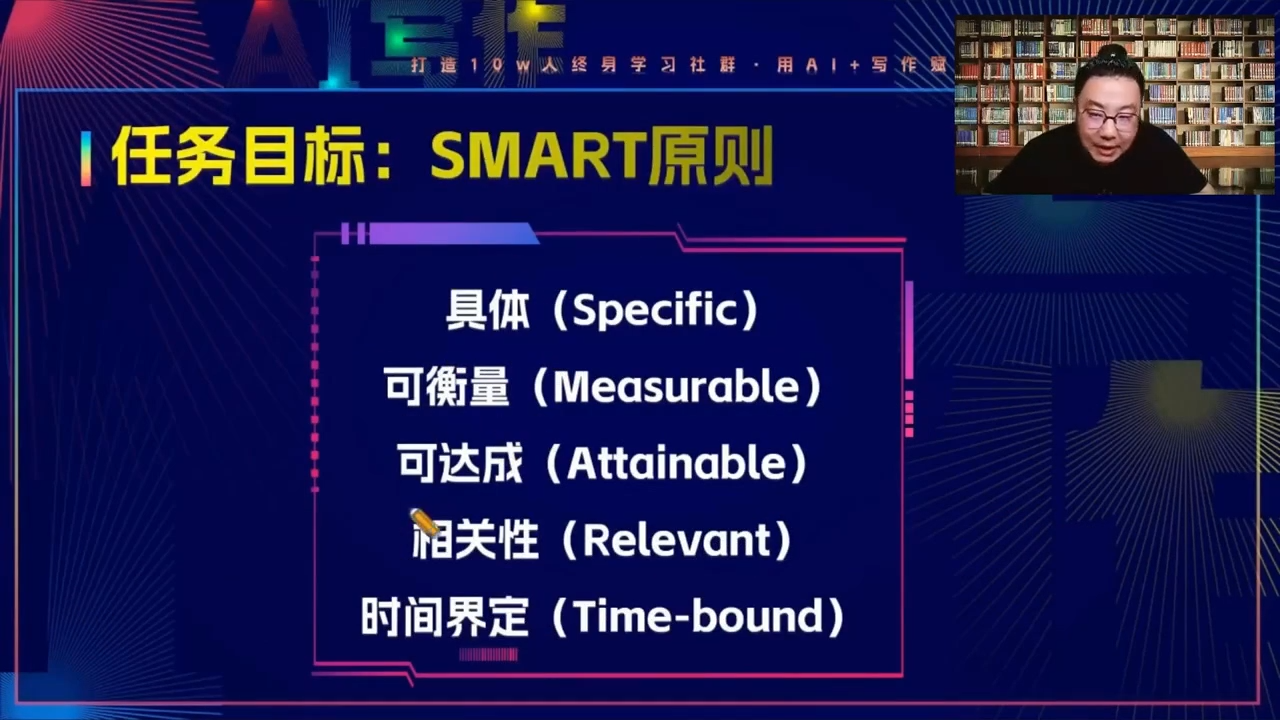 AI写作
打造10w人终身学习社群·用AI+写作赋
任务目标：SMART原则
具体（Specific）
可衡量（Measurable）
可达成（Attainable）
相关性（Relevant）
时间界定（Time-bound）